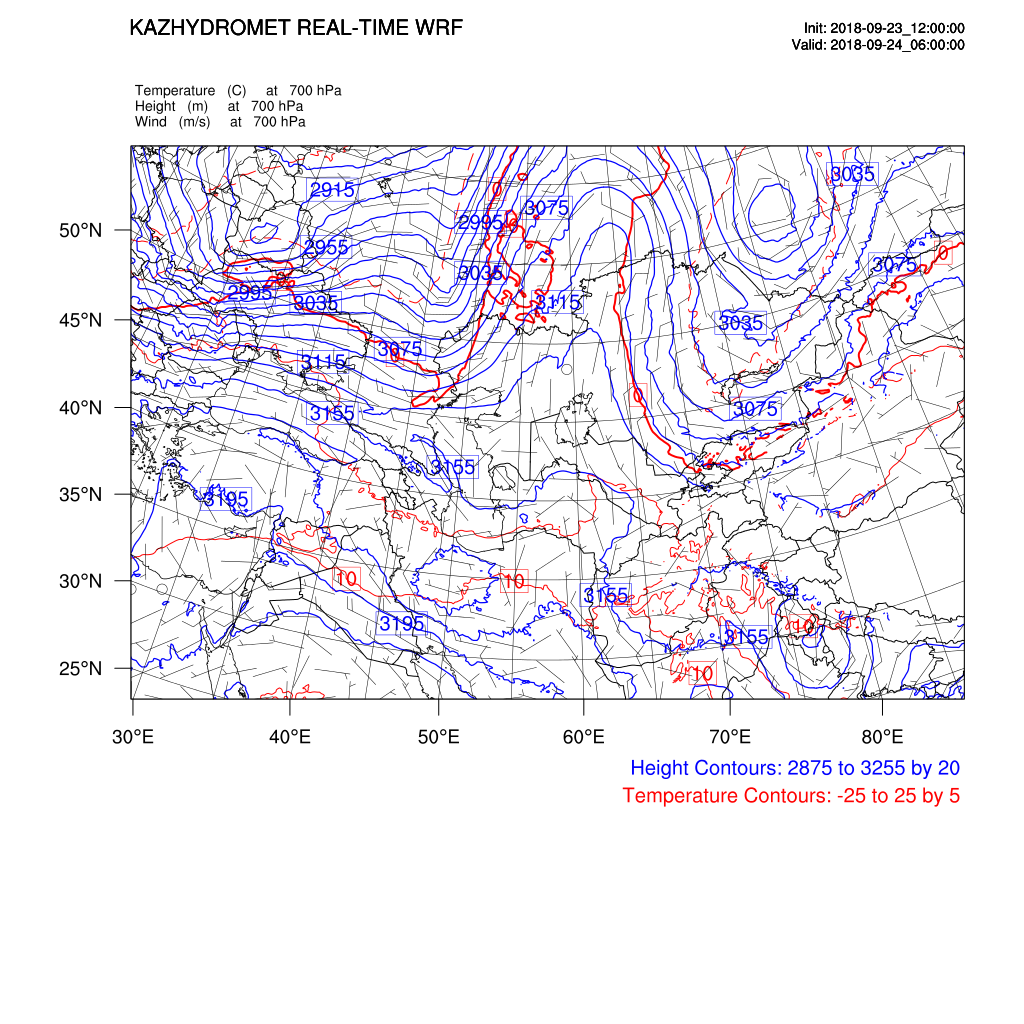 KAZHYDROMET REAL-TIME WRF
Init: 2018-09-23_12:00:00
Valid: 2018-09-24_06:00:00
Temperature (C) at 700 hPa
Height (m) at 700 hPa
Wind (m/s) at 700 hPa
3035
2915
0
3075
2995
0
50°N
2955
0
3075
3035
2995
3035
3115
45°N
3035
3075
3115
40°N
3155
3075
3155
35°N
3195
10
10
30°N
3155
3195
10
3155
25°N
10
30°E
40°E
50°E
60°E
70°E
80°E
Height Contours: 2875 to 3255 by 20
Temperature Contours: -25 to 25 by 5